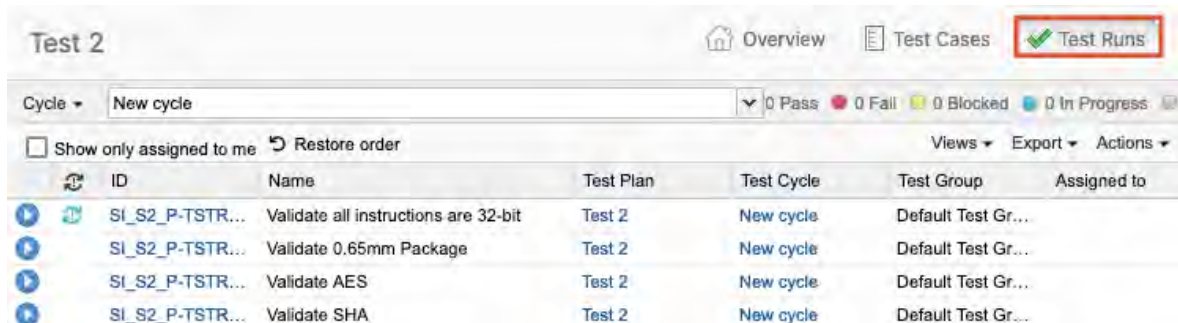 Test 2 Overview Test Cases Test Runs
Cycle New cycle 0 Pass 0 Fail 0 Blocked 0 In Progress
Show only assigned to me Restore order Views Export Actions
ID Name Test Plan Test Cycle Test Group Assigned to
SI_S2_P-TSTR... Validate all instructions are 32-bit Test 2 New cycle Default Test Gr...
SI_S2_P-TSTR... Validate 0.65mm Package Test 2 New cycle Default Test Gr...
SI_S2_P-TSTR... Validate AES Test 2 New cycle Default Test Gr...
SI_S2_P-TSTR... Validate SHA Test 2 New cycle Default Test Gr...